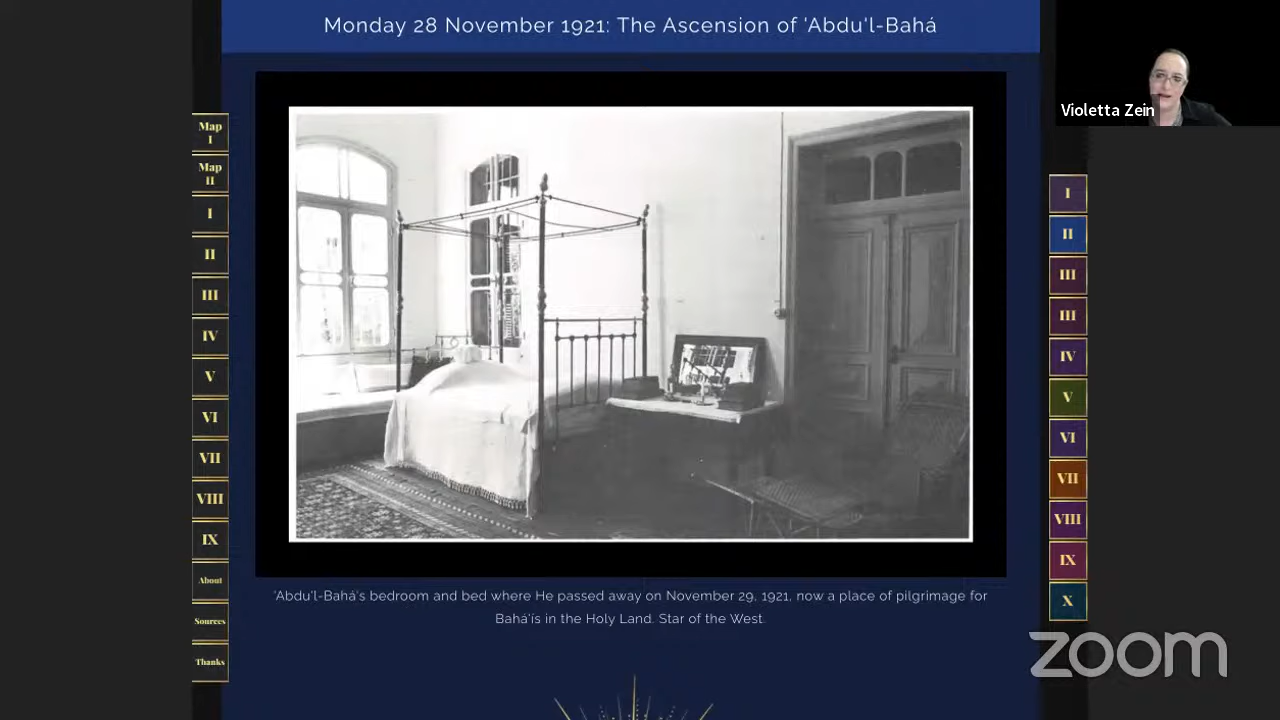 Monday 28 November 1921: The Ascension of 'Abdu'l-Bahá
Violetta Zein
Map
I
Map
II
I
II
III
IV
V
VI
VII
VIII
IX
About
Sources
Thanks
I
II
III
III
IV
V
VI
VII
VIII
IX
X
'Abdu'l-Bahá's bedroom and bed where He passed away on November 29, 1921, now a place of pilgrimage for
Bahá'ís in the Holy Land. Star of the West.
zoom